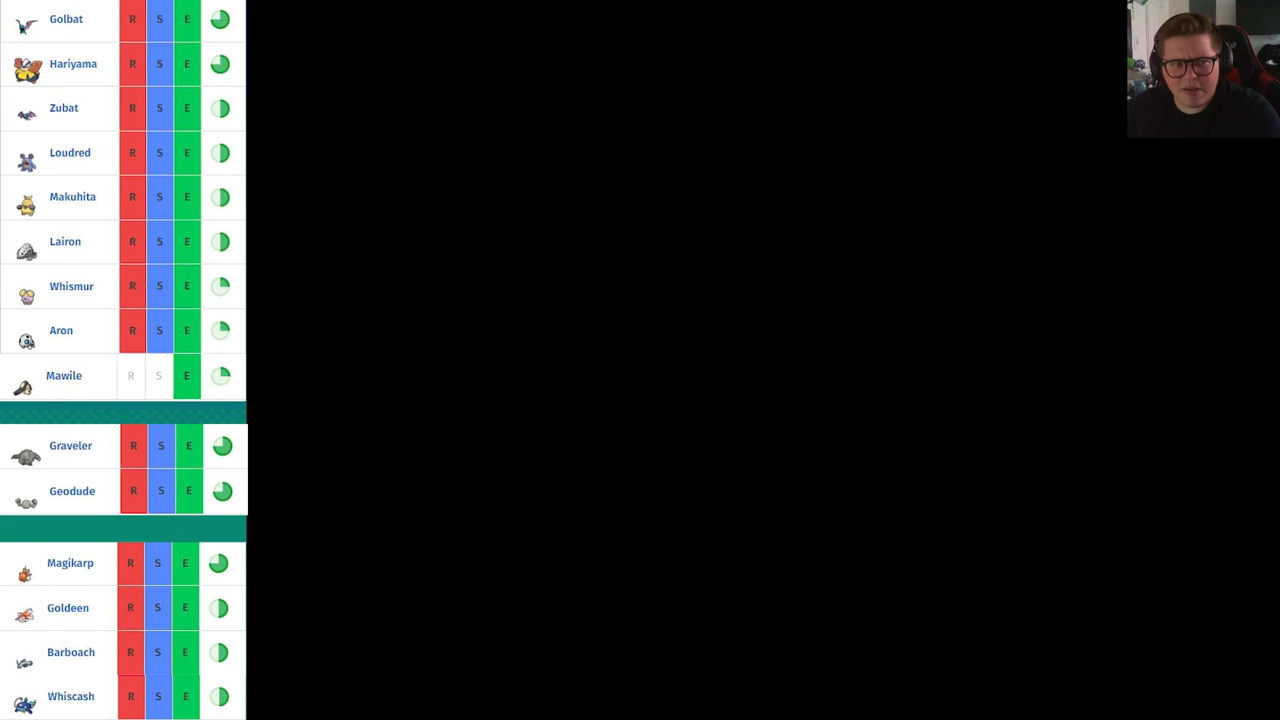 Golbat R S E
Hariyama R S E
Zubat R S E
Loudred R S E
Makuhita R S E
Lairon R S E
Whismur R S E
Aron R S E
Mawile R S E
Graveler R S E
Geodude R S E
Magikarp R S E
Goldeen R S E
Barboach R S E
Whiscash R S E